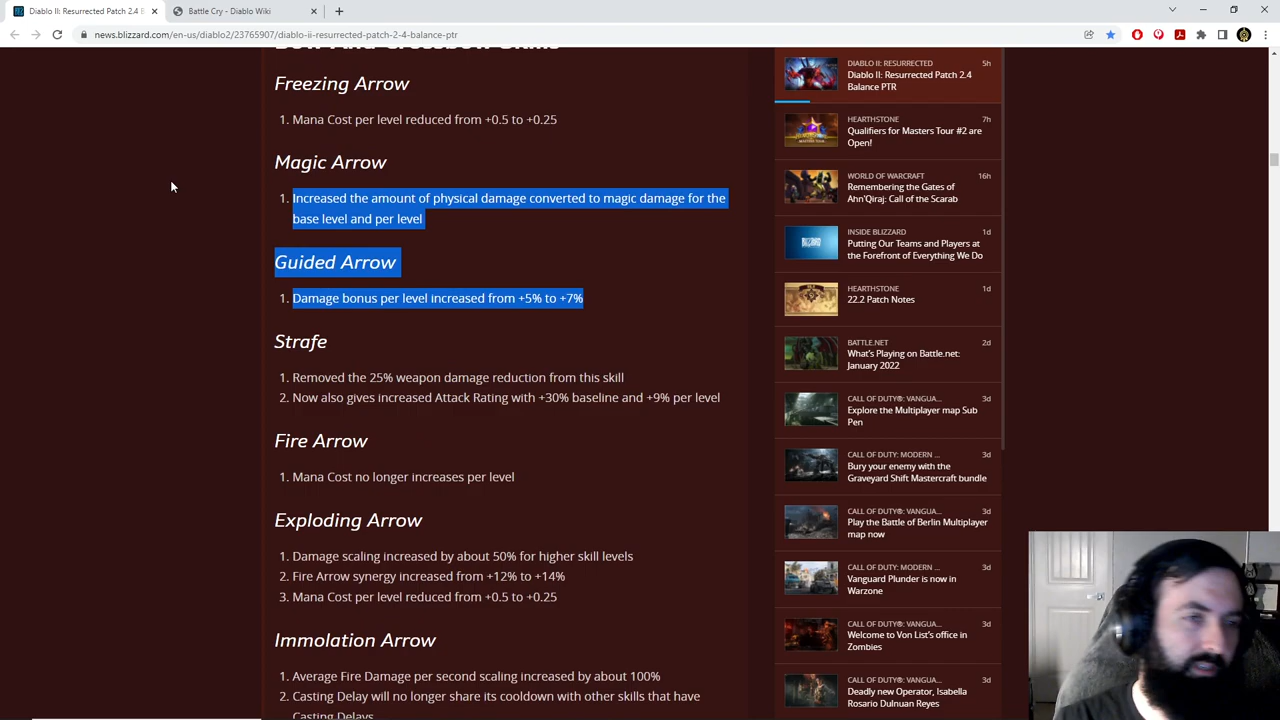 Diablo II: Resurrected Patch 2.4 B
Battle Cry - Diablo Wiki
news.blizzard.com/en-us/diablo2/23765907/diablo-ii-resurrected-patch-2-4-balance-ptr
Bow And Crossbow Skills
Freezing Arrow
1. Mana Cost per level reduced from +0.5 to +0.25
Magic Arrow
1. Increased the amount of physical damage converted to magic damage for the
base level and per level
Guided Arrow
1. Damage bonus per level increased from +5% to +7%
Strafe
1. Removed the 25% weapon damage reduction from this skill
2. Now also gives increased Attack Rating with +30% baseline and +9% per level
Fire Arrow
1. Mana Cost no longer increases per level
Exploding Arrow
1. Damage scaling increased by about 50% for higher skill levels
2. Fire Arrow synergy increased from +12% to +14%
3. Mana Cost per level reduced from +0.5 to +0.25
Immolation Arrow
1. Average Fire Damage per second scaling increased by about 100%
2. Casting Delay will no longer share its cooldown with other skills that have
Casting Delays
DIABLO II: RESURRECTED 5h
Diablo II: Resurrected Patch 2.4
Balance PTR
HEARTHSTONE 7h
Qualifiers for Masters Tour #2 are
Open!
WORLD OF WARCRAFT 16h
Remembering the Gates of
Ahn'Qiraj: Call of the Scarab
INSIDE BLIZZARD 1d
Putting Our Teams and Players at
the Forefront of Everything We Do
HEARTHSTONE 1d
22.2 Patch Notes
BATTLE.NET 2d
What's Playing on Battle.net:
January 2022
CALL OF DUTY®: VANGUA... 3d
Explore the Multiplayer map Sub
Pen
CALL OF DUTY: MODERN ... 3d
Bury your enemy with the
Graveyard Shift Mastercraft bundle
CALL OF DUTY®: VANGUA... 3d
Play the Battle of Berlin Multiplayer
map now
CALL OF DUTY: MODERN ... 3d
Vanguard Plunder is now in
Warzone
CALL OF DUTY®: VANGUA... 3d
Welcome to Von List's office in
Zombies
CALL OF DUTY®: VANGUA... 3d
Deadly new Operator, Isabella
Rosario Dulnuan Reyes